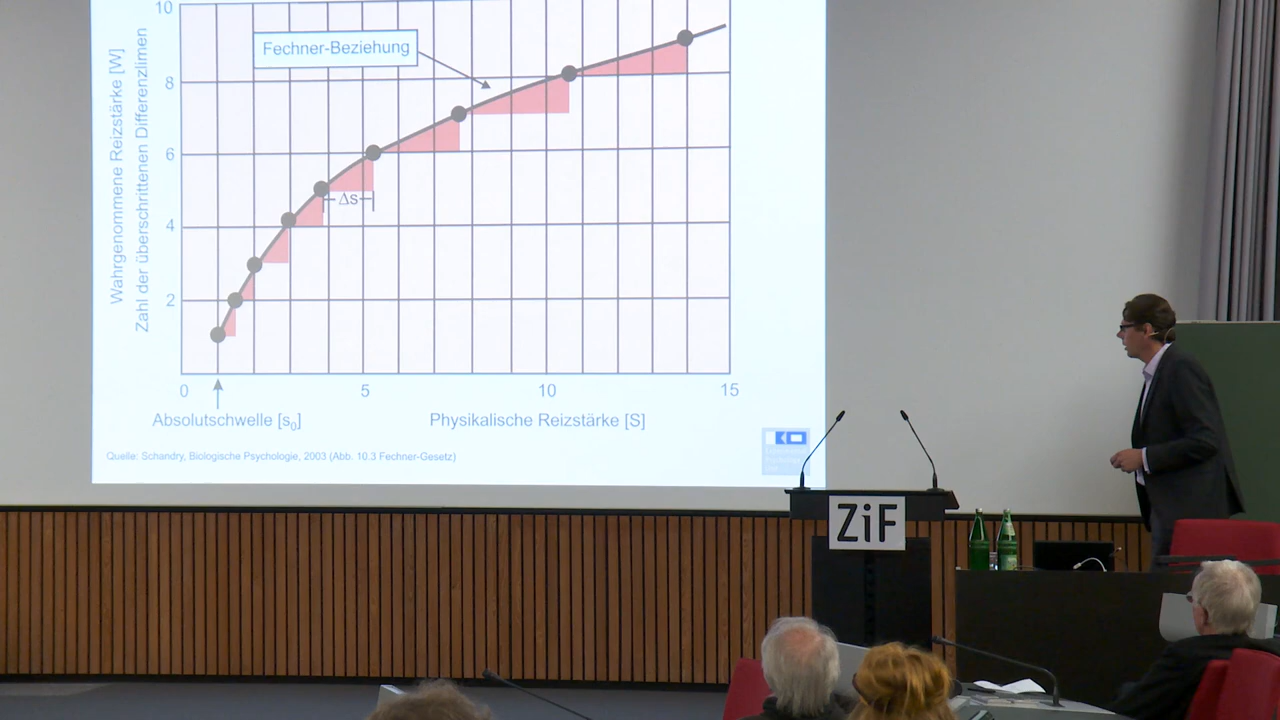 10
Fechner-Beziehung
Wahrgenommene Reizstärke [W]
Zahl der überschrittenen Differenzlimen
8
6
Δs
4
2
0
5
10
15
Absolutschwelle [s₀]
Physikalische Reizstärke [S]
Quelle: Schandry, Biologische Psychologie, 2003 (Abb. 10.3 Fechner-Gesetz)
ZiF